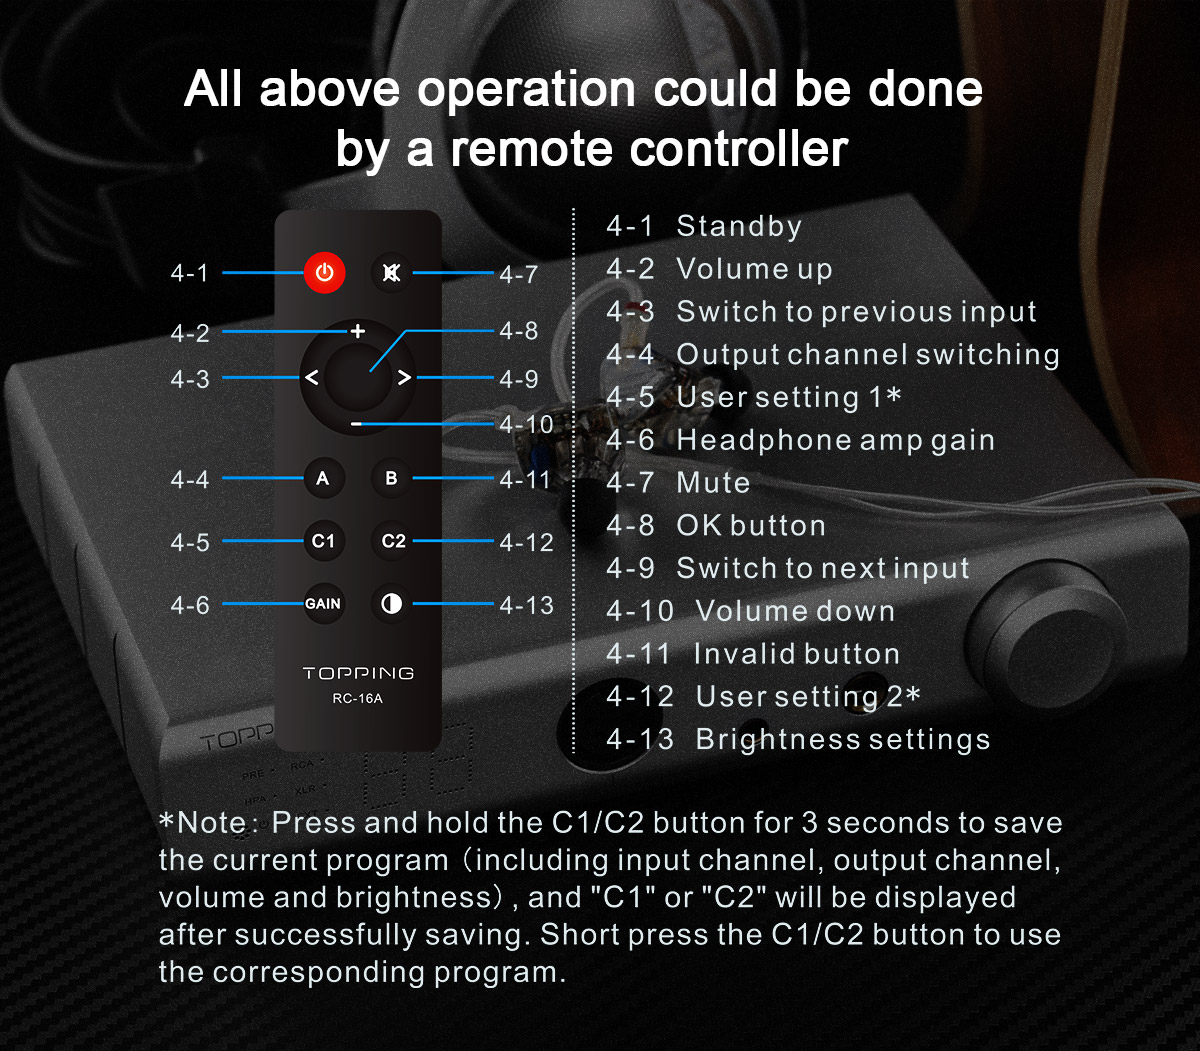 All above operation could be done
by a remote controller
4-1
4-2
4-3
4-4
4-5
4-6
4-7
4-8
4-9
4-10
4-11
4-12
4-13
A
B
C1
C2
GAIN
TOPPING
RC-16A
4-1 Standby
4-2 Volume up
4-3 Switch to previous input
4-4 Output channel switching
4-5 User setting 1*
4-6 Headphone amp gain
4-7 Mute
4-8 OK button
4-9 Switch to next input
4-10 Volume down
4-11 Invalid button
4-12 User setting 2*
4-13 Brightness settings
TOPP
PRE RCA
HPA XLR
*Note: Press and hold the C1/C2 button for 3 seconds to save
the current program (including input channel, output channel,
volume and brightness), and "C1" or "C2" will be displayed
after successfully saving. Short press the C1/C2 button to use
the corresponding program.